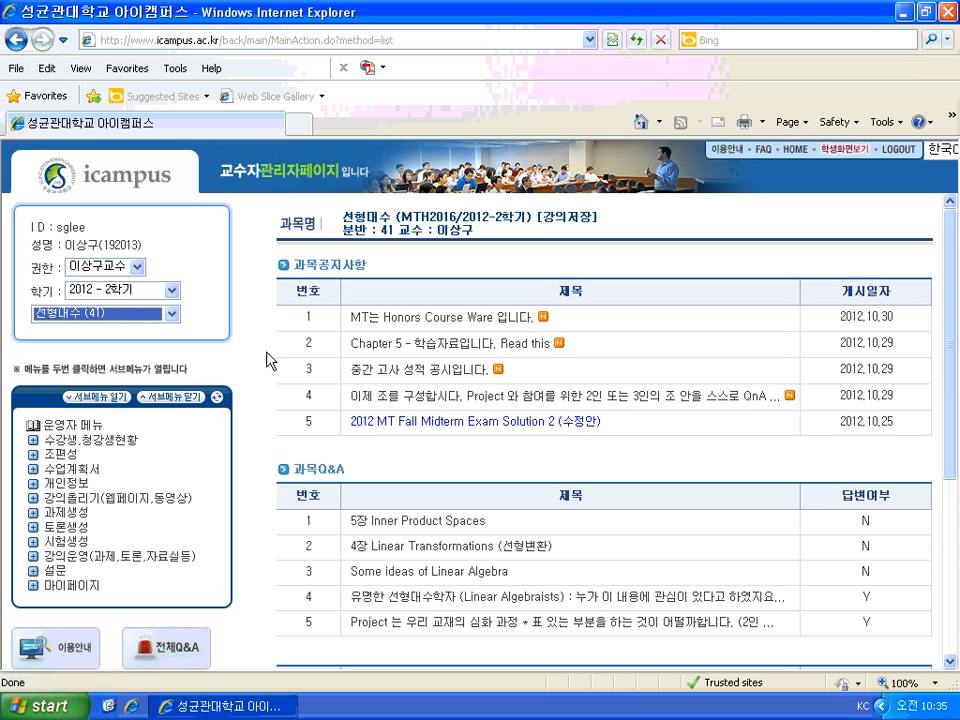 성균관대학교 아이캠퍼스 - Windows Internet Explorer
http://www.icampus.ac.kr/back/main/MainAction.do?method=list
Bing
File Edit View Favorites Tools Help
Favorites Suggested Sites Web Slice Gallery
성균관대학교 아이캠퍼스
Page Safety Tools »
icampus
교수자관리자페이지입니다
이용안내 • FAQ • HOME • 학생화면보기 • LOGOUT
ID : sglee
성명 : 이상구(192013)
권한 : 이상구교수
학기 : 2012 - 2학기
선형대수 (41)
※ 메뉴를 두번 클릭하면 서브메뉴가 열립니다
서브메뉴 열기 서브메뉴 닫기
운영자 메뉴
수강생,청강생현황
조편성
수업계획서
개인정보
강의올리기(웹페이지,동영상)
과제생성
토론생성
시험생성
강의운영(과제,토론,자료실등)
설문
마이페이지
이용안내 전체Q&A
과목명 선형대수 (MTH2016/2012-2학기) [강의저장]
분반 : 41 교수 : 이상구
과목공지사항
번호 제목 게시일자
1 MT는 Honors Course Ware 입니다. N 2012.10.30
2 Chapter 5 - 학습자료입니다. Read this N 2012.10.29
3 중간 고사 성적 공시입니다. N 2012.10.29
4 이제 조를 구성합시다. Project 와 참여를 위한 2인 또는 3인의 조 안을 스스로 QnA ... N 2012.10.29
5 2012 MT Fall Midterm Exam Solution 2 (수정안) 2012.10.25
과목Q&A
번호 제목 답변여부
1 5장 Inner Product Spaces N
2 4장 Linear Transformations (선형변환) N
3 Some ideas of Linear Algebra N
4 유명한 선형대수학자 (Linear Algebraists) : 누가 이 내용에 관심이 있다고 하였지요... Y
5 Project 는 우리 교재의 심화 과정 * 표 있는 부분을 하는 것이 어떨까합니다. (2인 ... Y
Done Trusted sites 100%
start 성균관대학교 아이... KC 오전 10:35